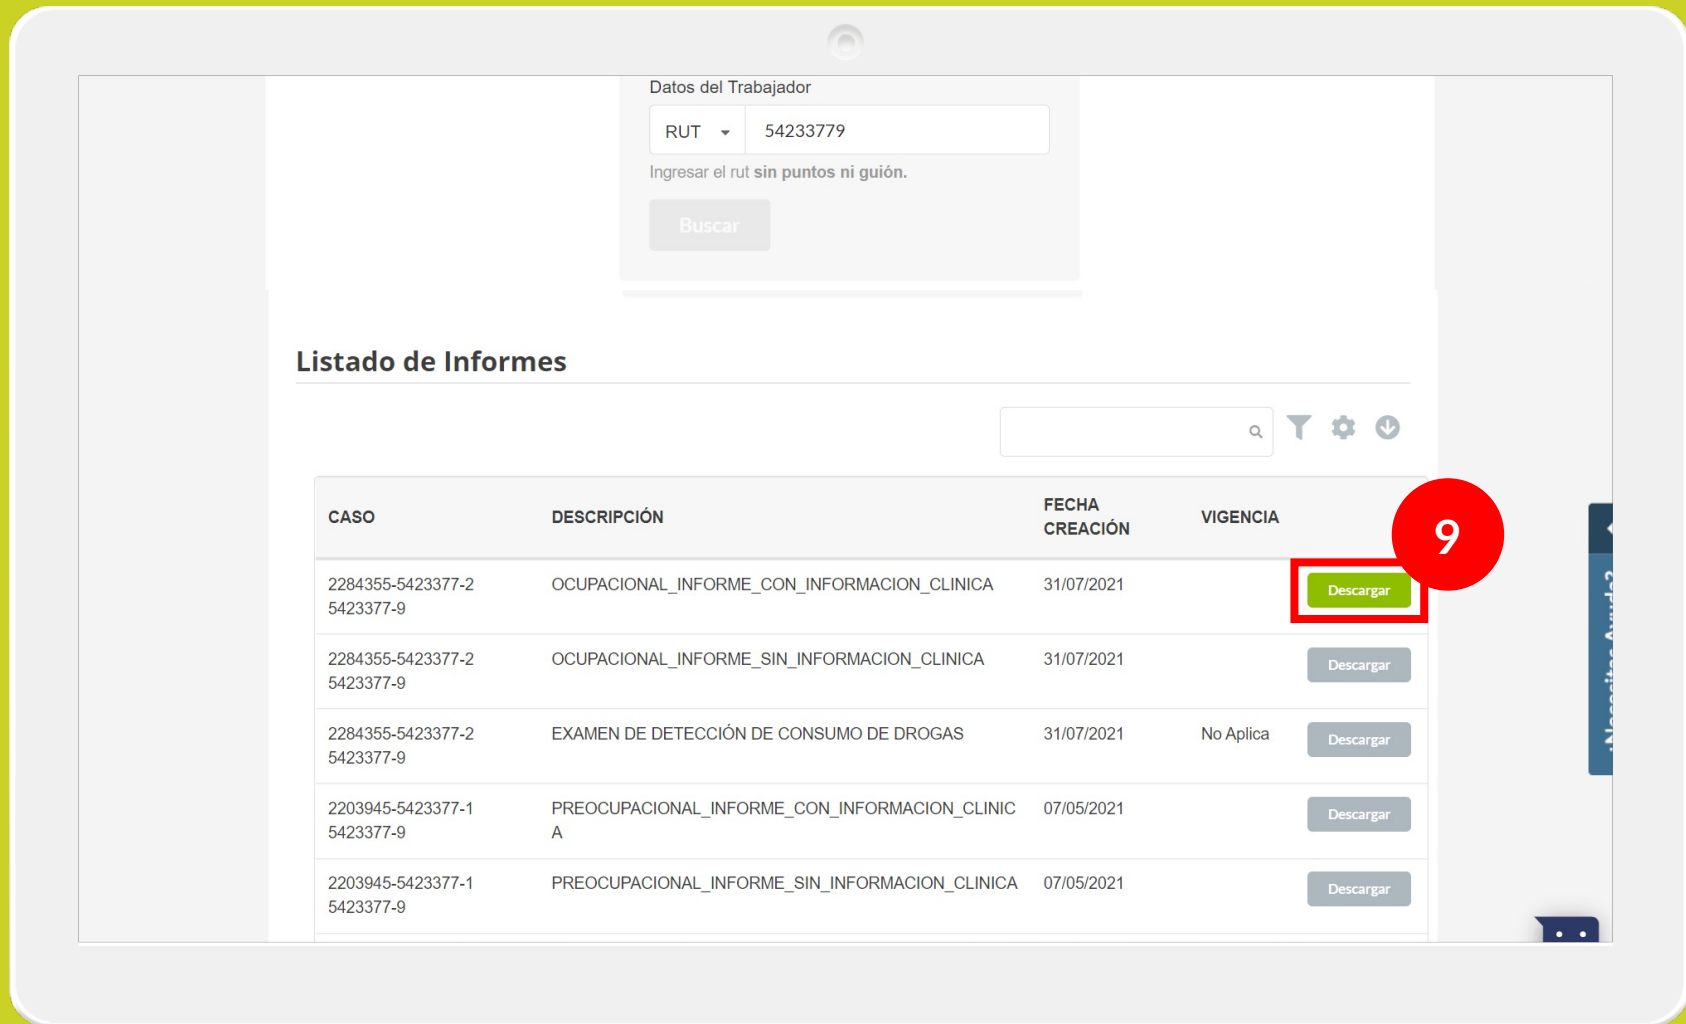 Datos del Trabajador
RUT 54233779
Ingresar el rut sin puntos ni guión.
Buscar
Listado de Informes
CASO DESCRIPCIÓN FECHA CREACIÓN VIGENCIA
9
2284355-5423377-2 OCUPACIONAL_INFORME_CON_INFORMACION_CLINICA 31/07/2021 Descargar
5423377-9
2284355-5423377-2 OCUPACIONAL_INFORME_SIN_INFORMACION_CLINICA 31/07/2021 Descargar
5423377-9
2284355-5423377-2 EXAMEN DE DETECCIÓN DE CONSUMO DE DROGAS 31/07/2021 No Aplica Descargar
5423377-9
2203945-5423377-1 PREOCUPACIONAL_INFORME_CON_INFORMACION_CLINIC 07/05/2021 Descargar
5423377-9 A
2203945-5423377-1 PREOCUPACIONAL_INFORME_SIN_INFORMACION_CLINICA 07/05/2021 Descargar
5423377-9
¿Necesitas Ayuda?